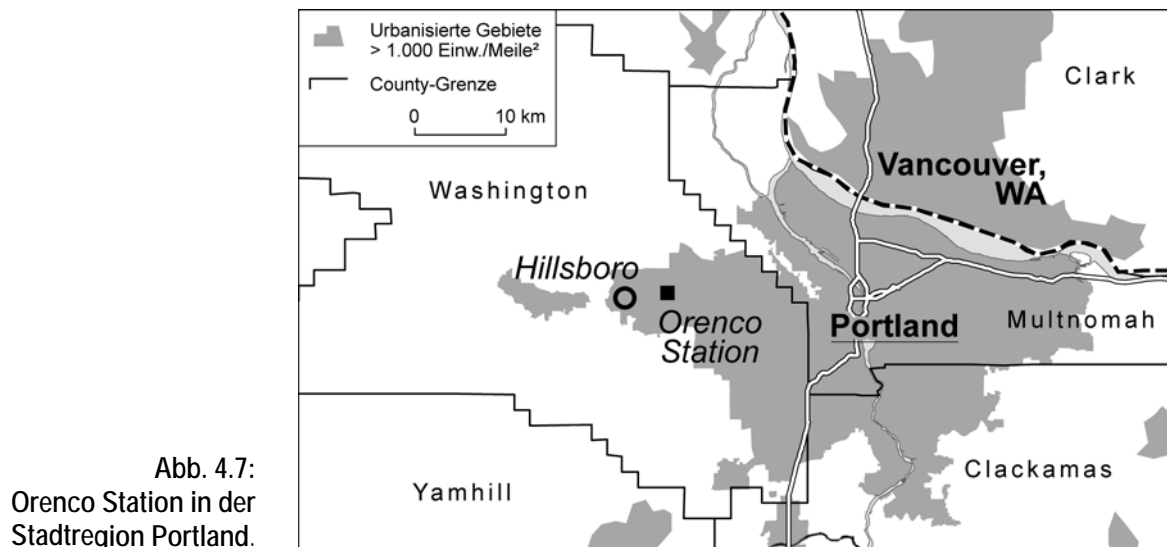 Urbanisierte Gebiete
> 1.000 Einw./Meile²
County-Grenze
0 10 km
Clark
Vancouver,
WA
Washington
Hillsboro
Orenco
Station
Portland
Multnomah
Clackamas
Yamhill
Abb. 4.7:
Orenco Station in der
Stadtregion Portland.